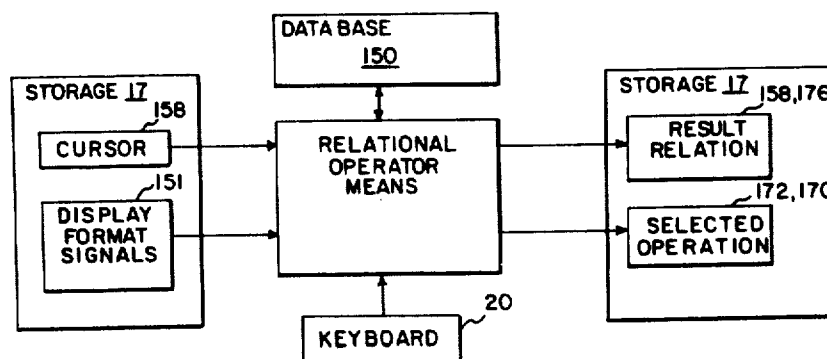 DATA BASE
150
STORAGE 17
158
CURSOR
151
DISPLAY
FORMAT
SIGNALS
RELATIONAL
OPERATOR
MEANS
20
KEYBOARD
STORAGE 17
158,176
RESULT
RELATION
172,170
SELECTED
OPERATION